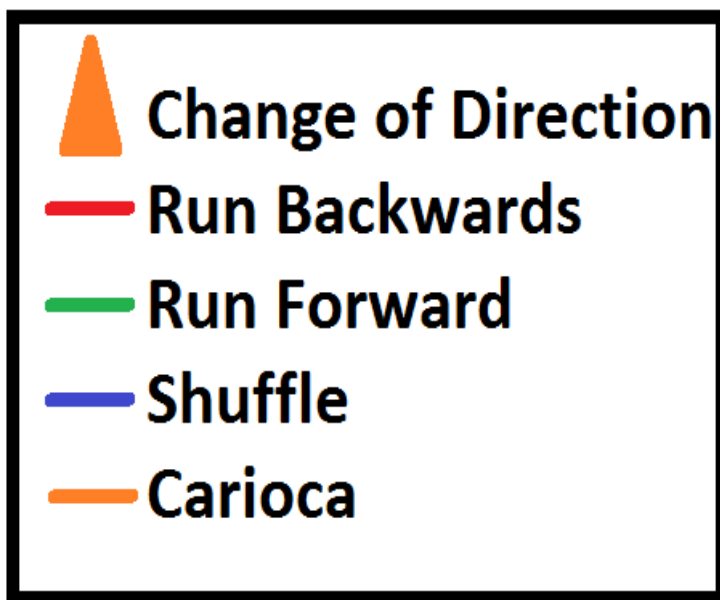 Change of Direction
Run Backwards
Run Forward
Shuffle
Carioca